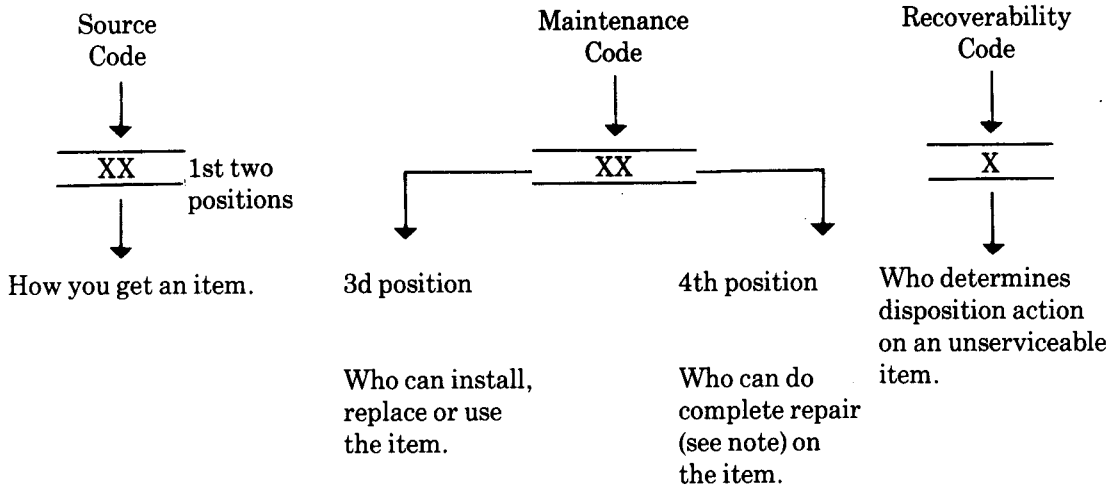 Source
Code
XX
1st two
positions
How you get an item.
Maintenance
Code
XX
3d position
Who can install,
replace or use
the item.
4th position
Who can do
complete repair
(see note) on
the item.
Recoverability
Code
X
Who determines
disposition action
on an unserviceable
item.